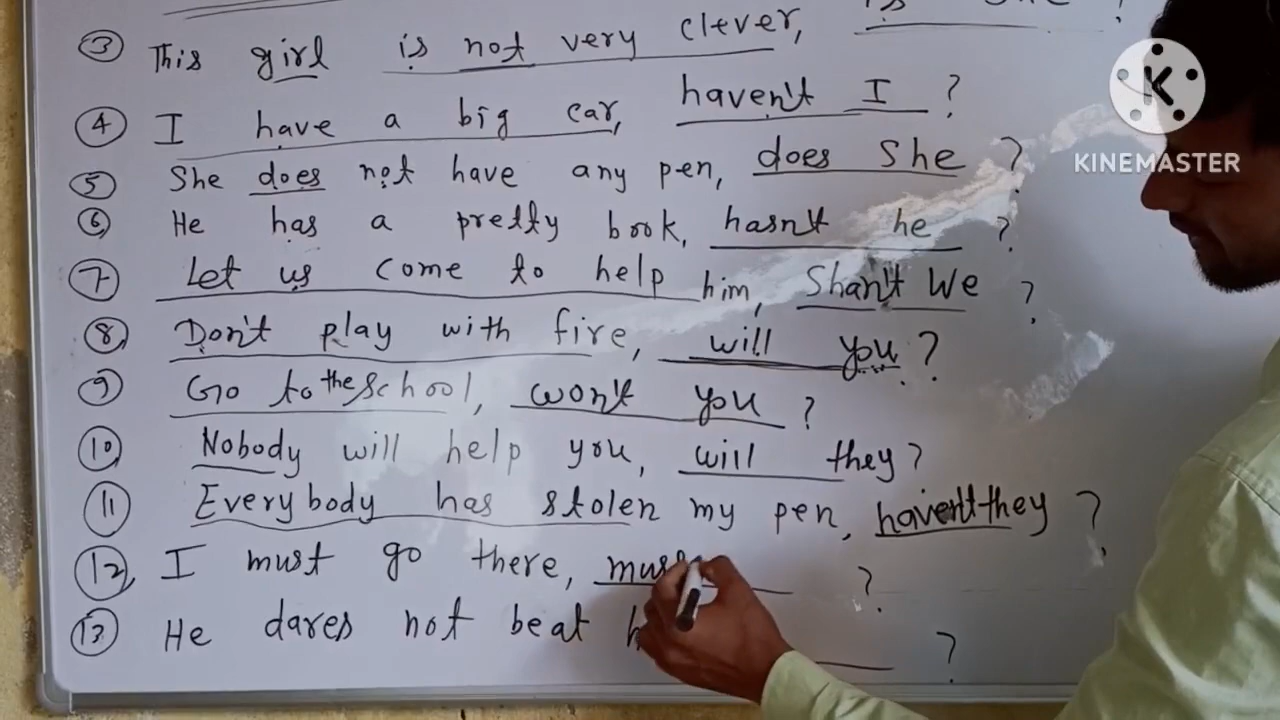 ③ This girl is not very clever, is she ?
④ I have a big car, haven't I ?
⑤ She does not have any pen, does She ?
⑥ He has a pretty book, hasn't he ?
⑦ Let us come to help him, Shan't We ?
⑧ Don't play with fire, will you ?
⑨ Go to the School, won't you ?
⑩ Nobody will help you, will they?
⑪ Everybody has stolen my pen, haven't they ?
⑫ I must go there, mus ?
⑬ He dares not beat ?
KINEMASTER